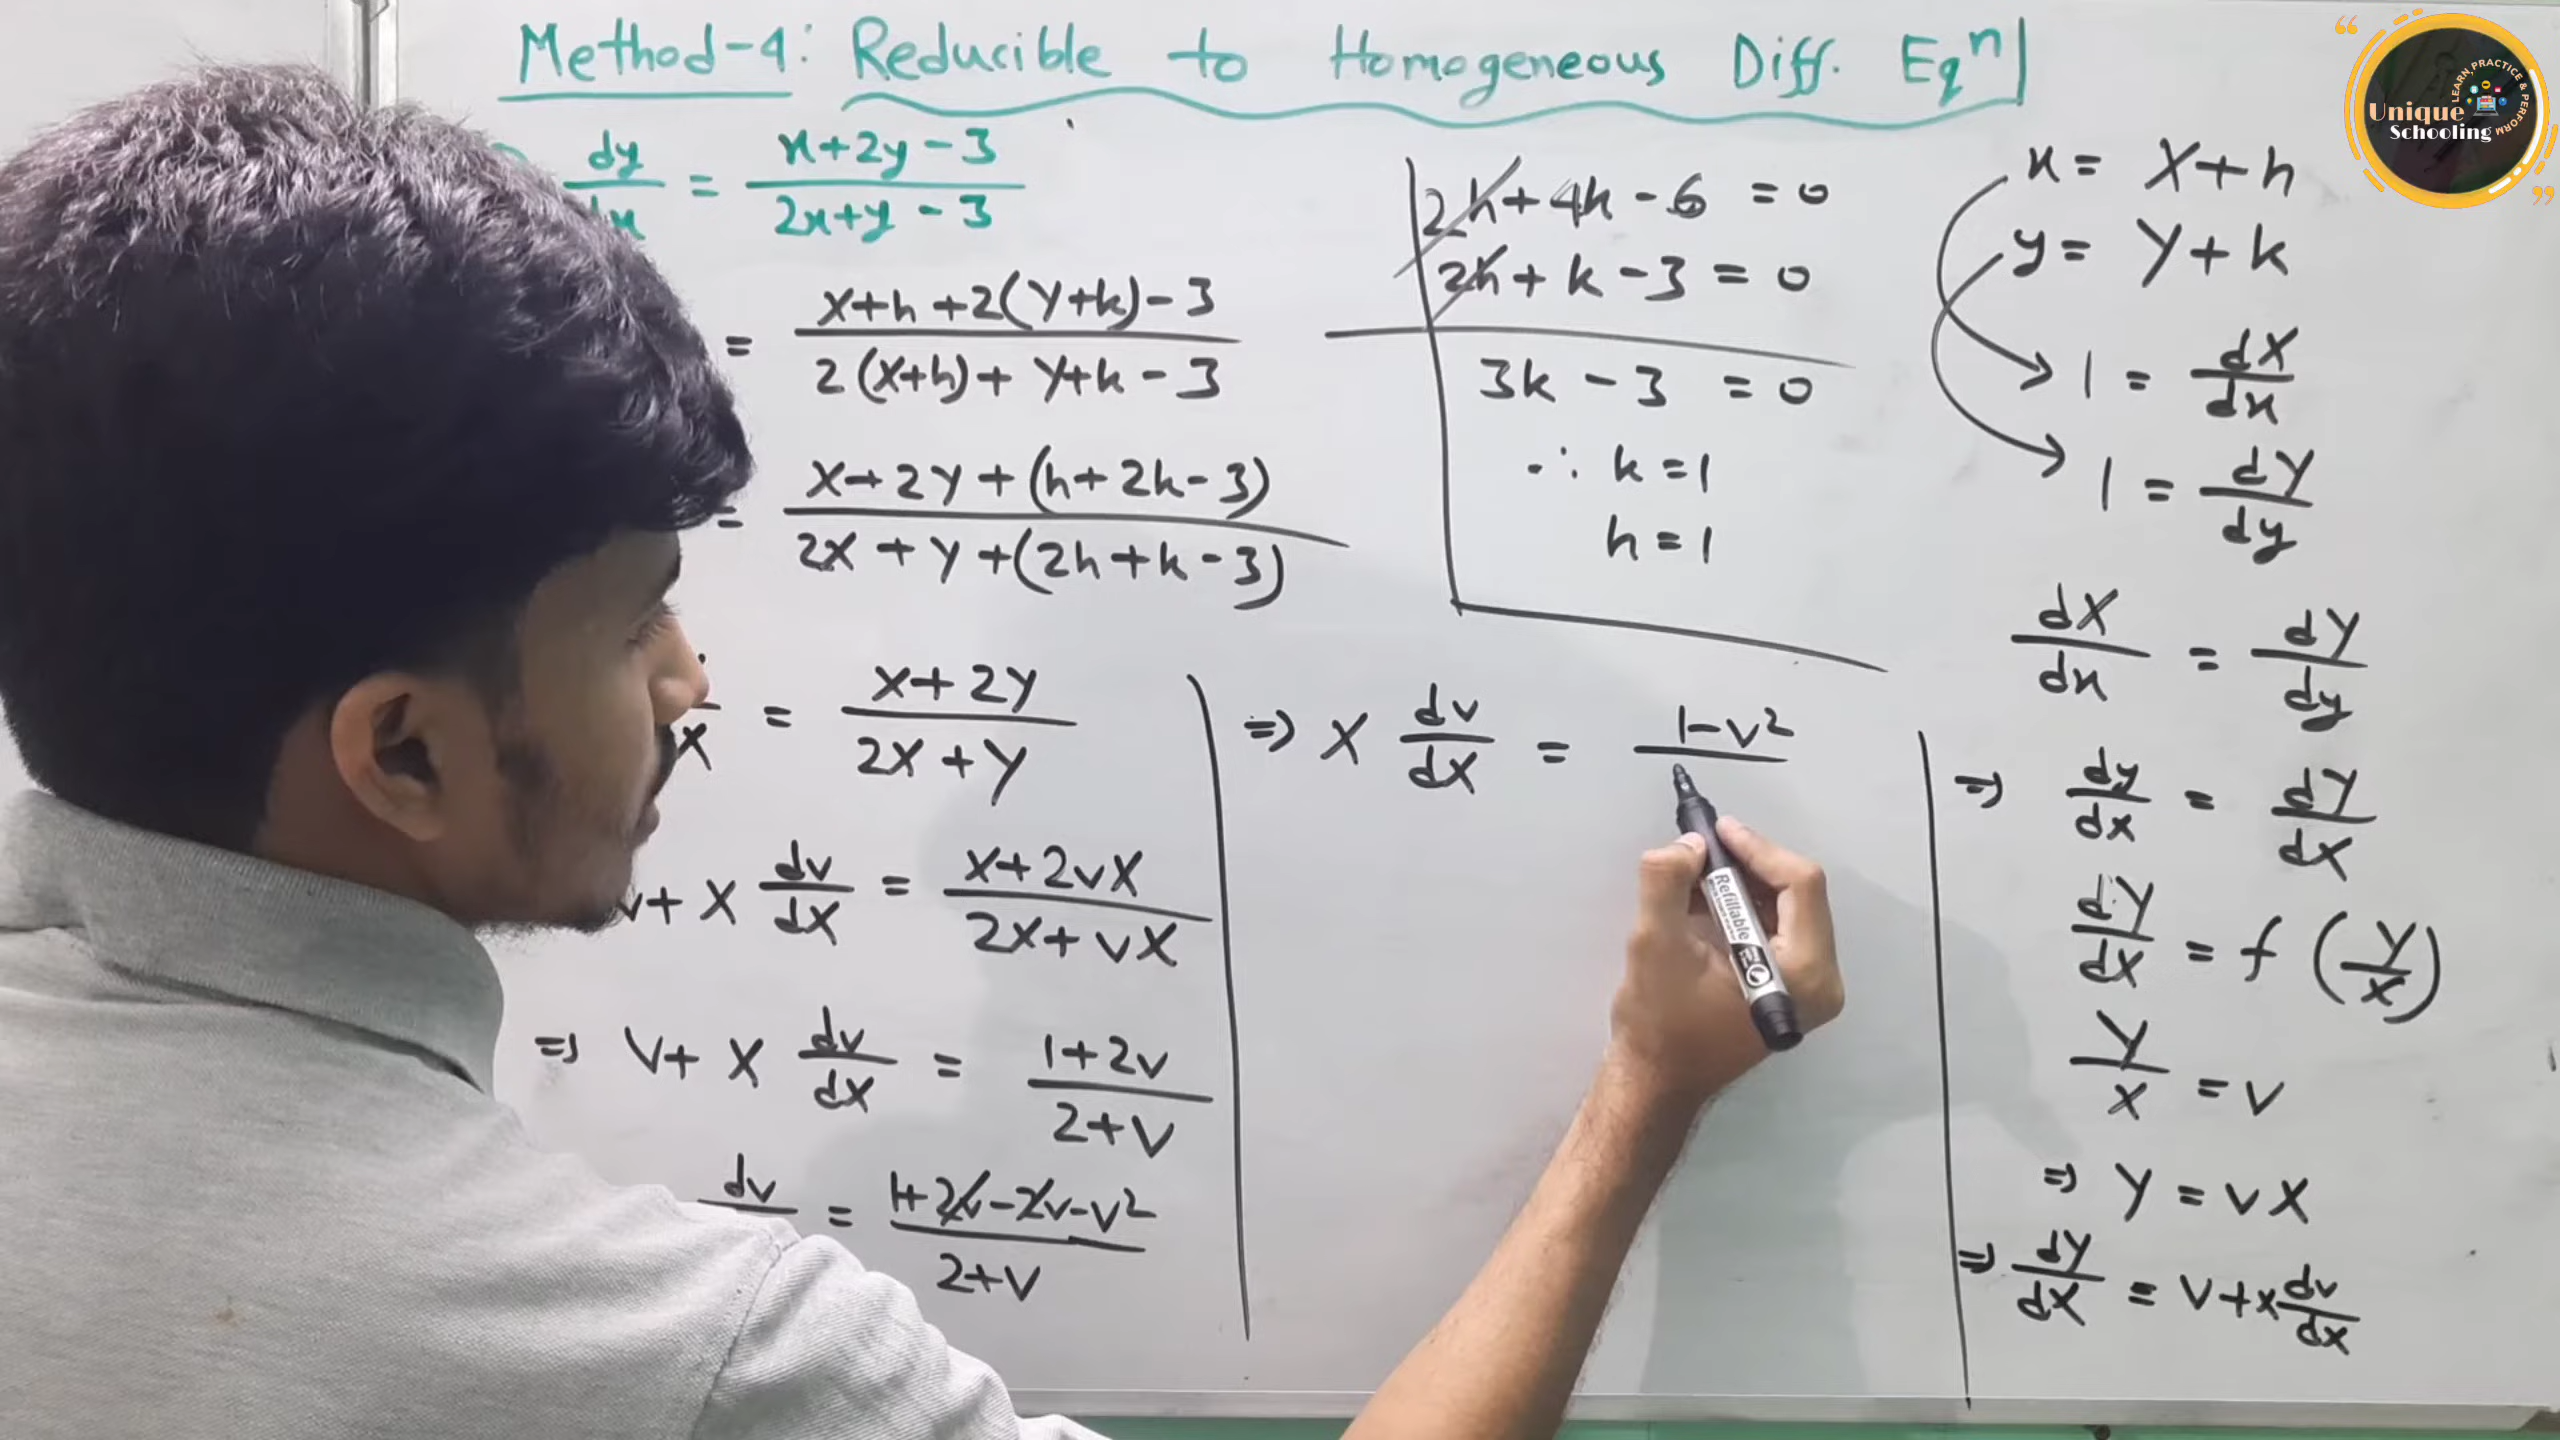 Method-4: Reducible to Homogeneous Diff. Eqⁿ
dy/dx = (x+2y-3)/(2x+y-3)
= (X+h+2(Y+k)-3)/(2(X+h)+Y+k-3)
= (X+2Y+(h+2k-3))/(2X+Y+(2h+k-3))
= (X+2Y)/(2X+Y)
v+X dv/dX = (X+2vX)/(2X+vX)
⇒ v+X dv/dX = (1+2v)/(2+v)
dv = (1+2v-2v-v²)/(2+v)
2h+4k-6 = 0
2h+k-3 = 0
3k-3 = 0
∴ k=1
h=1
⇒ X dv/dX = 1-v²
x = X+h
y = Y+k
1 = dX/dx
1 = dY/dy
dX/dx = dY/dy
⇒ dy/dx = dY/dX
dY/dX = f(Y/X)
Y/X = v
⇒ Y = vX
⇒ dY/dX = v+X dv/dX
Unique
Schooling
LEARN, PRACTICE & PERFORM
Refillable